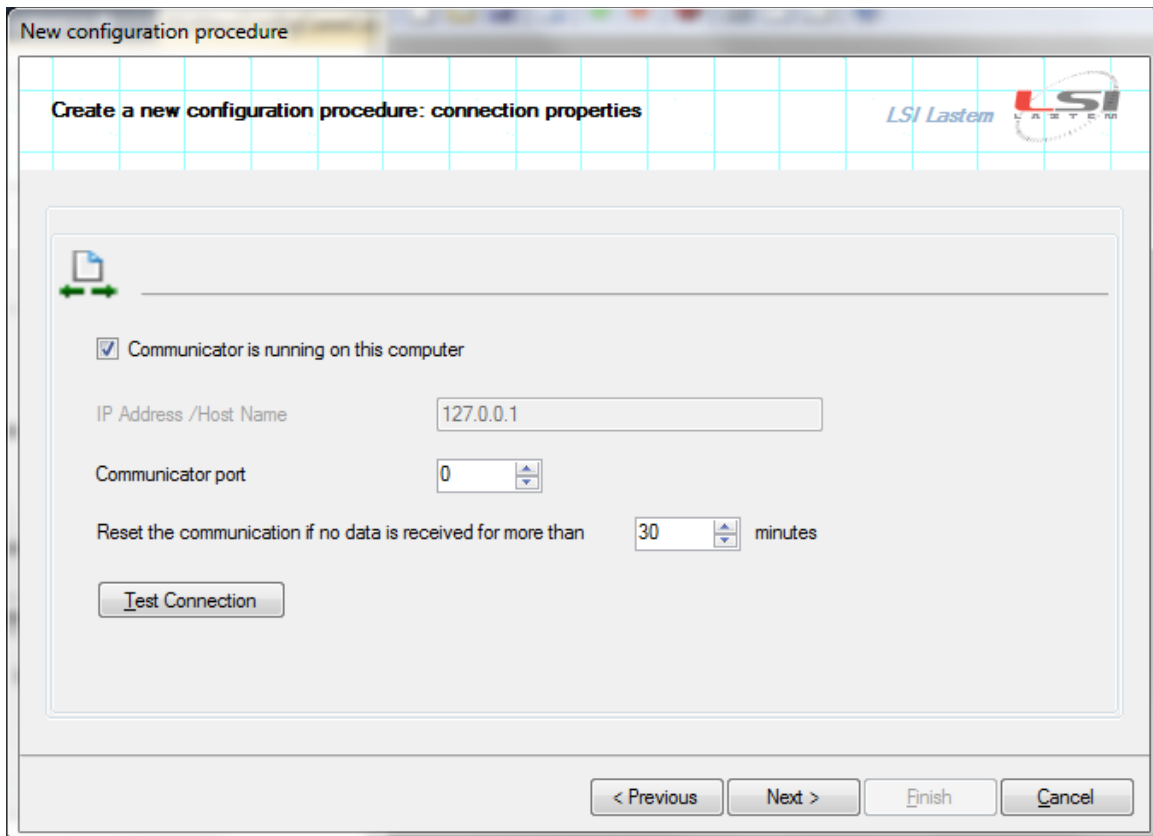 New configuration procedure
Create a new configuration procedure: connection properties
LSI Lastem
LSI
LASTEM
Communicator is running on this computer
IP Address /Host Name 127.0.0.1
Communicator port 0
Reset the communication if no data is received for more than 30 minutes
Test Connection
< Previous Next > Finish Cancel